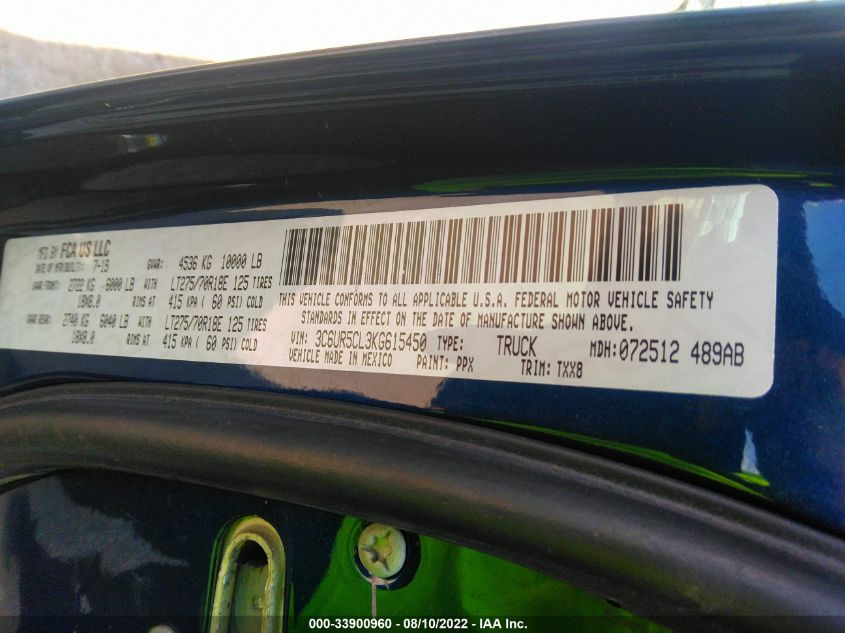 MFD BY FCA US LLC
DATE OF MFR/BUILT: 7-19 GVWR: 4536 KG 10000 LB
GAWR FRONT: 2722 KG 6000 LB WITH LT275/70R18E 125 TIRES
18X8.0 RIMS AT 415 KPA ( 60 PSI) COLD
GAWR REAR: 2740 KG 6040 LB WITH LT275/70R18E 125 TIRES
18X8.0 RIMS AT 415 KPA ( 60 PSI) COLD
THIS VEHICLE CONFORMS TO ALL APPLICABLE U.S.A. FEDERAL MOTOR VEHICLE SAFETY
STANDARDS IN EFFECT ON THE DATE OF MANUFACTURE SHOWN ABOVE.
VIN: 3C6UR5CL3KG615450 TYPE: TRUCK MDH:072512 489AB
VEHICLE MADE IN MEXICO PAINT: PPX TRIM: TXX8
000-33900960 - 08/10/2022 - IAA Inc.